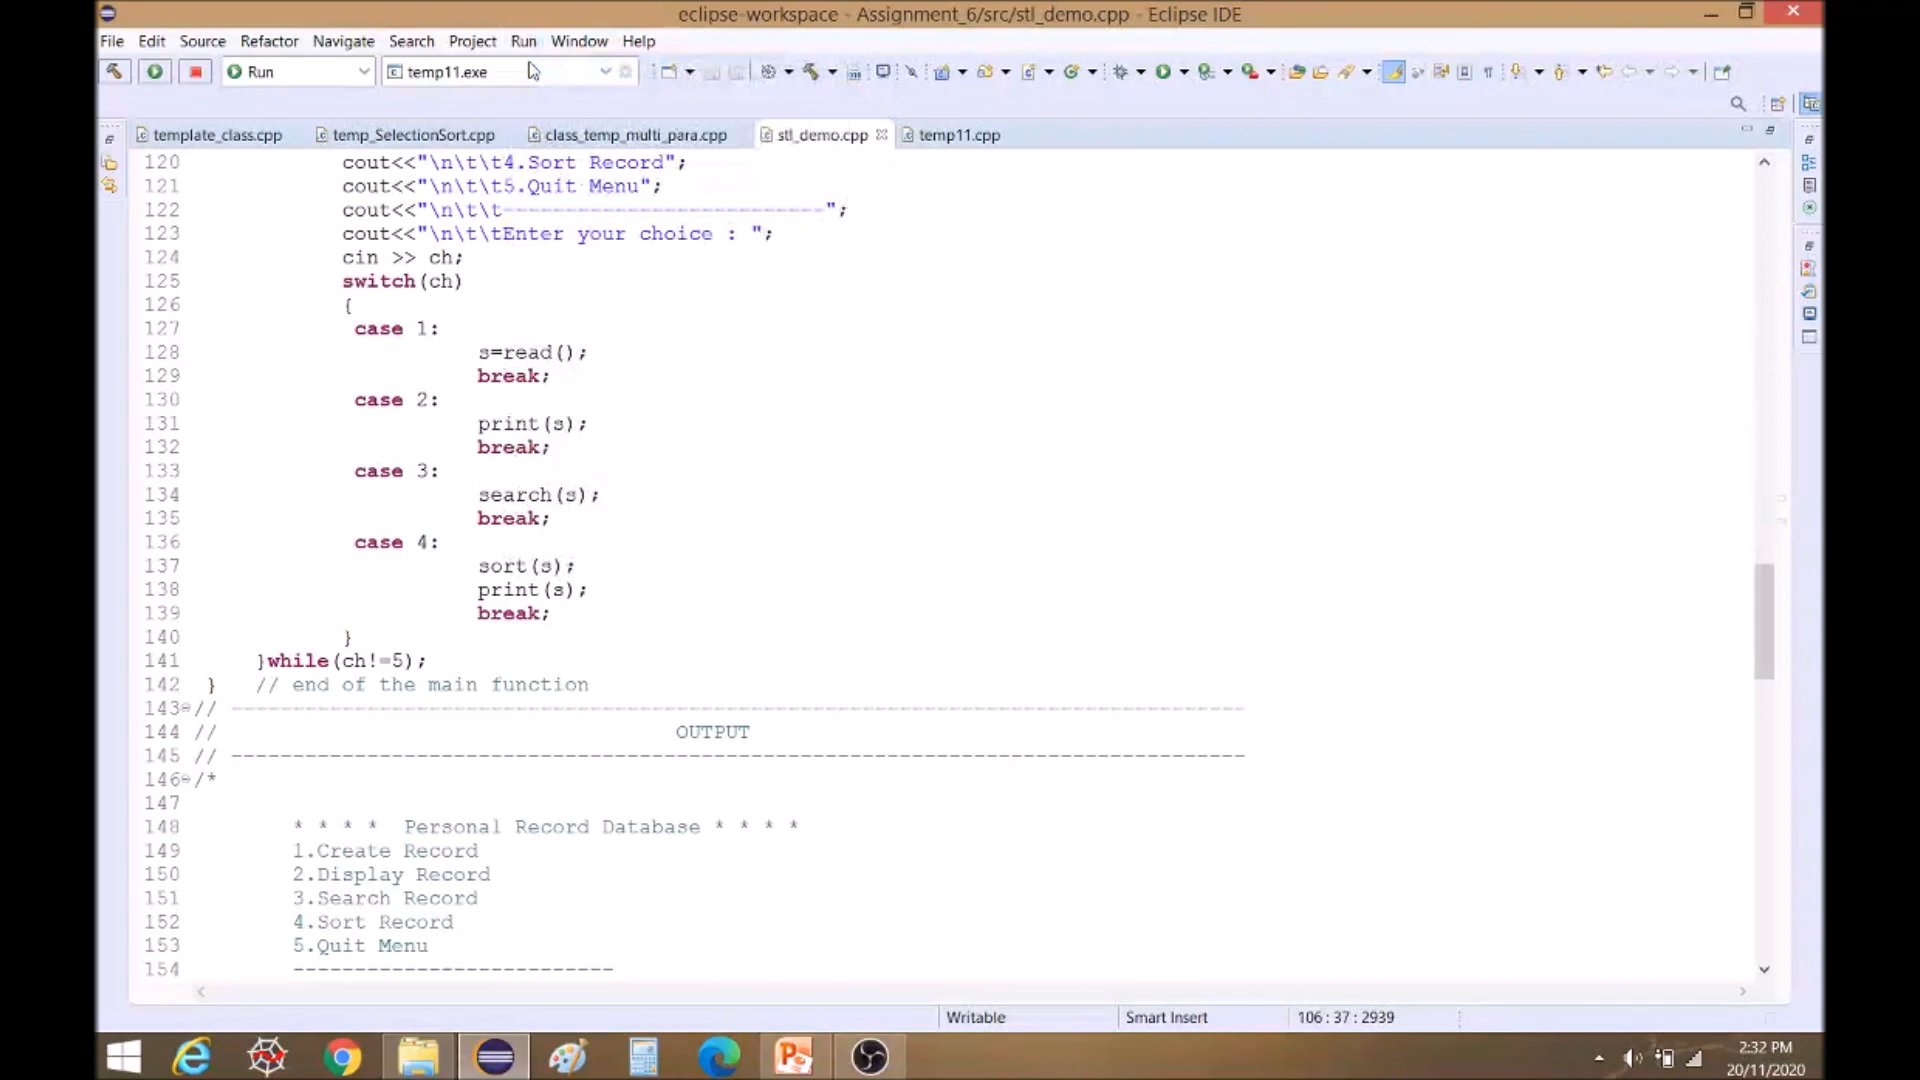 eclipse-workspace - Assignment_6/src/stl_demo.cpp - Eclipse IDE
File Edit Source Refactor Navigate Search Project Run Window Help
Run temp11.exe
template_class.cpp temp_SelectionSort.cpp class_temp_multi_para.cpp stl_demo.cpp temp11.cpp
120 cout<<"\n\t\t4.Sort Record";
121 cout<<"\n\t\t5.Quit Menu";
122 cout<<"\n\t\t--------------------------";
123 cout<<"\n\t\tEnter your choice : ";
124 cin >> ch;
125 switch(ch)
126 {
127 case 1:
128 s=read();
129 break;
130 case 2:
131 print(s);
132 break;
133 case 3:
134 search(s);
135 break;
136 case 4:
137 sort(s);
138 print(s);
139 break;
140 }
141 }while(ch!=5);
142 } // end of the main function
143 // ----------------------------------------------------------------------------------
144 // OUTPUT
145 // ----------------------------------------------------------------------------------
146 /*
147
148 * * * * Personal Record Database * * * *
149 1.Create Record
150 2.Display Record
151 3.Search Record
152 4.Sort Record
153 5.Quit Menu
154 --------------------------
Writable Smart Insert 106 : 37 : 2939
2:32 PM
20/11/2020